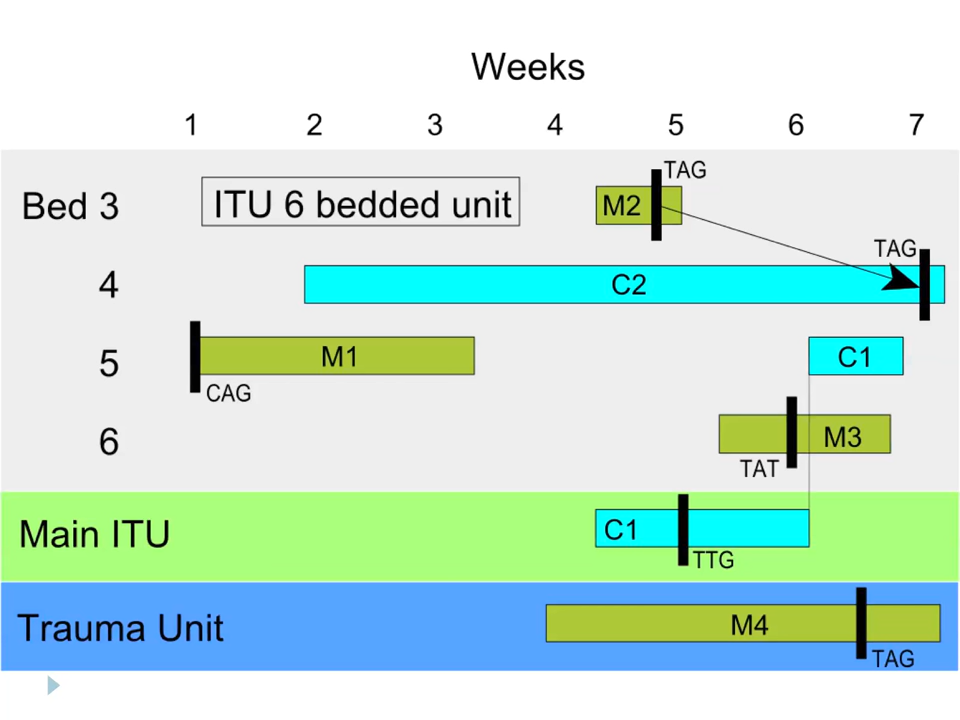 Weeks
1 2 3 4 5 6 7
Bed 3
ITU 6 bedded unit
M2
TAG
4
C2
TAG
5
M1
CAG
C1
6
TAT
M3
Main ITU
C1
TTG
Trauma Unit
M4
TAG